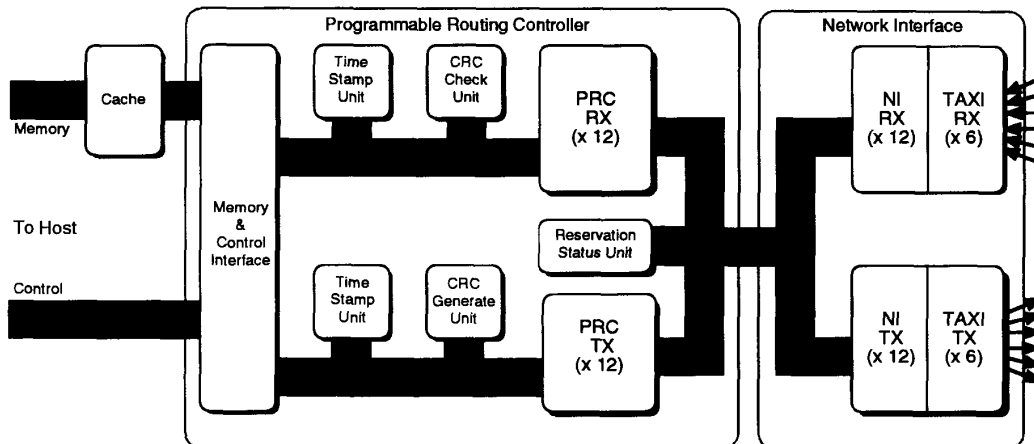 Programmable Routing Controller
Network Interface
Cache
Memory
To Host
Control
Memory
&
Control
Interface
Time
Stamp
Unit
CRC
Check
Unit
PRC
RX
(x 12)
Reservation
Status Unit
Time
Stamp
Unit
CRC
Generate
Unit
PRC
TX
(x 12)
NI
RX
(x 12)
TAXI
RX
(x 6)
NI
TX
(x 12)
TAXI
TX
(x 6)